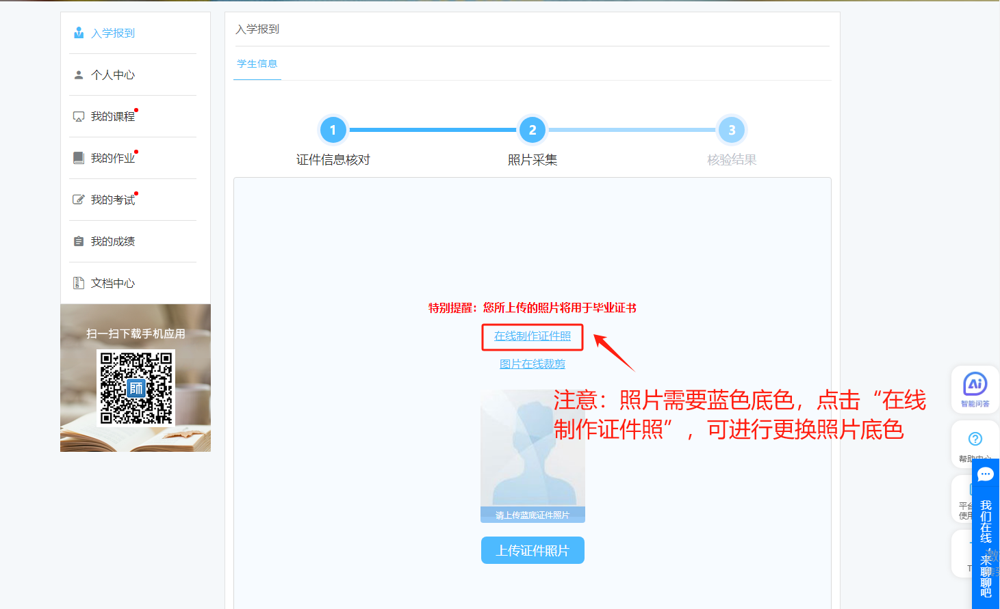 入学报到
个人中心
我的课程
我的作业
我的考试
我的成绩
文档中心
扫一扫下载手机应用
師
入学报到
学生信息
1
2
3
证件信息核对
照片采集
核验结果
特别提醒：您所上传的照片将用于毕业证书
在线制作证件照
图片在线裁剪
注意：照片需要蓝色底色，点击“在线
制作证件照”，可进行更换照片底色
请上传蓝底证件照片
上传证件照片
Ai
智能问答
?
帮助中心
平台
使用
T
我们在线，来聊聊吧
激